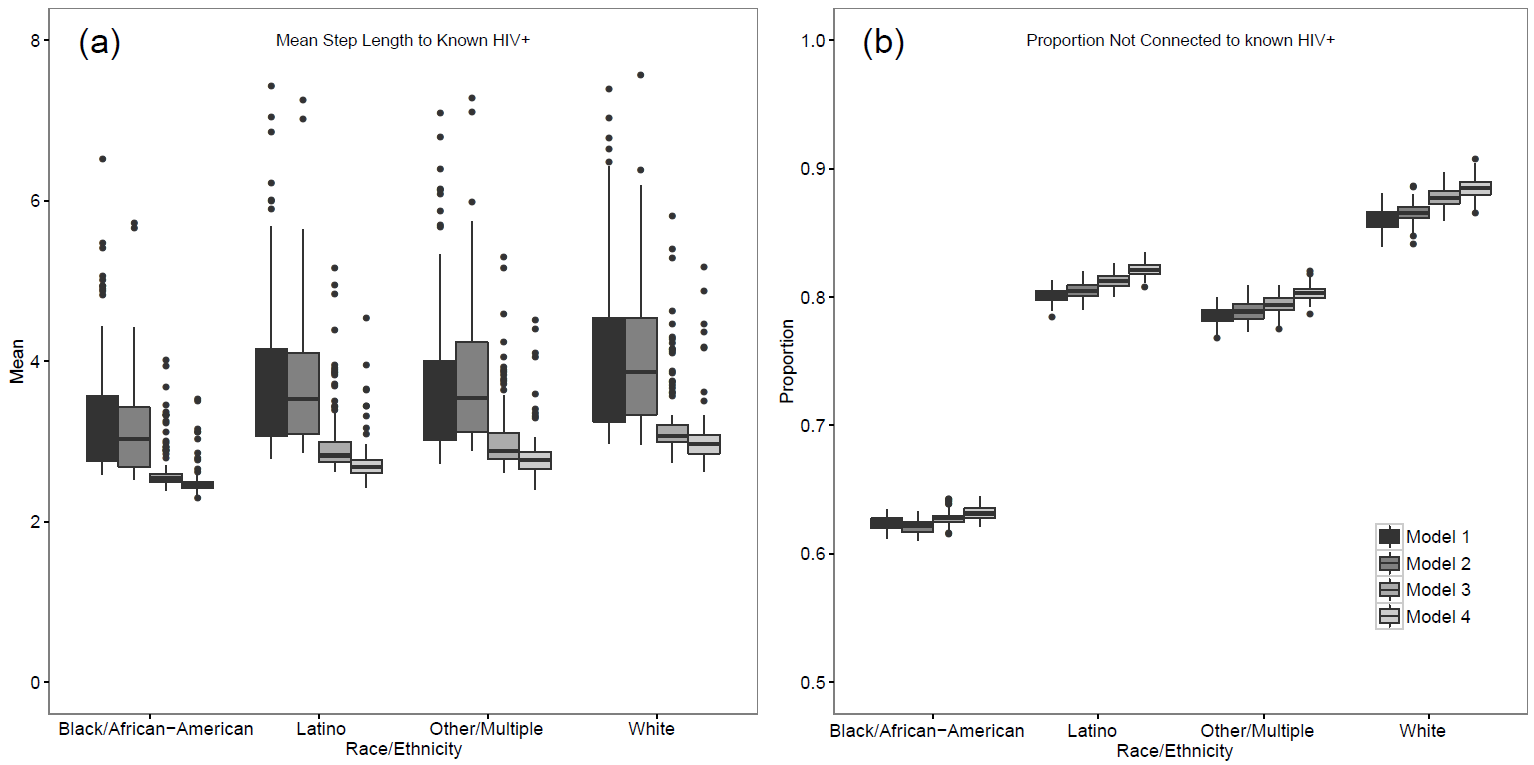 (a)
Mean Step Length to Known HIV+
Mean
8
6
4
2
0
Black/African−American
Latino
Other/Multiple
White
Race/Ethnicity
(b)
Proportion Not Connected to known HIV+
Proportion
1.0
0.9
0.8
0.7
0.6
0.5
Model 1
Model 2
Model 3
Model 4
Black/African−American
Latino
Other/Multiple
White
Race/Ethnicity